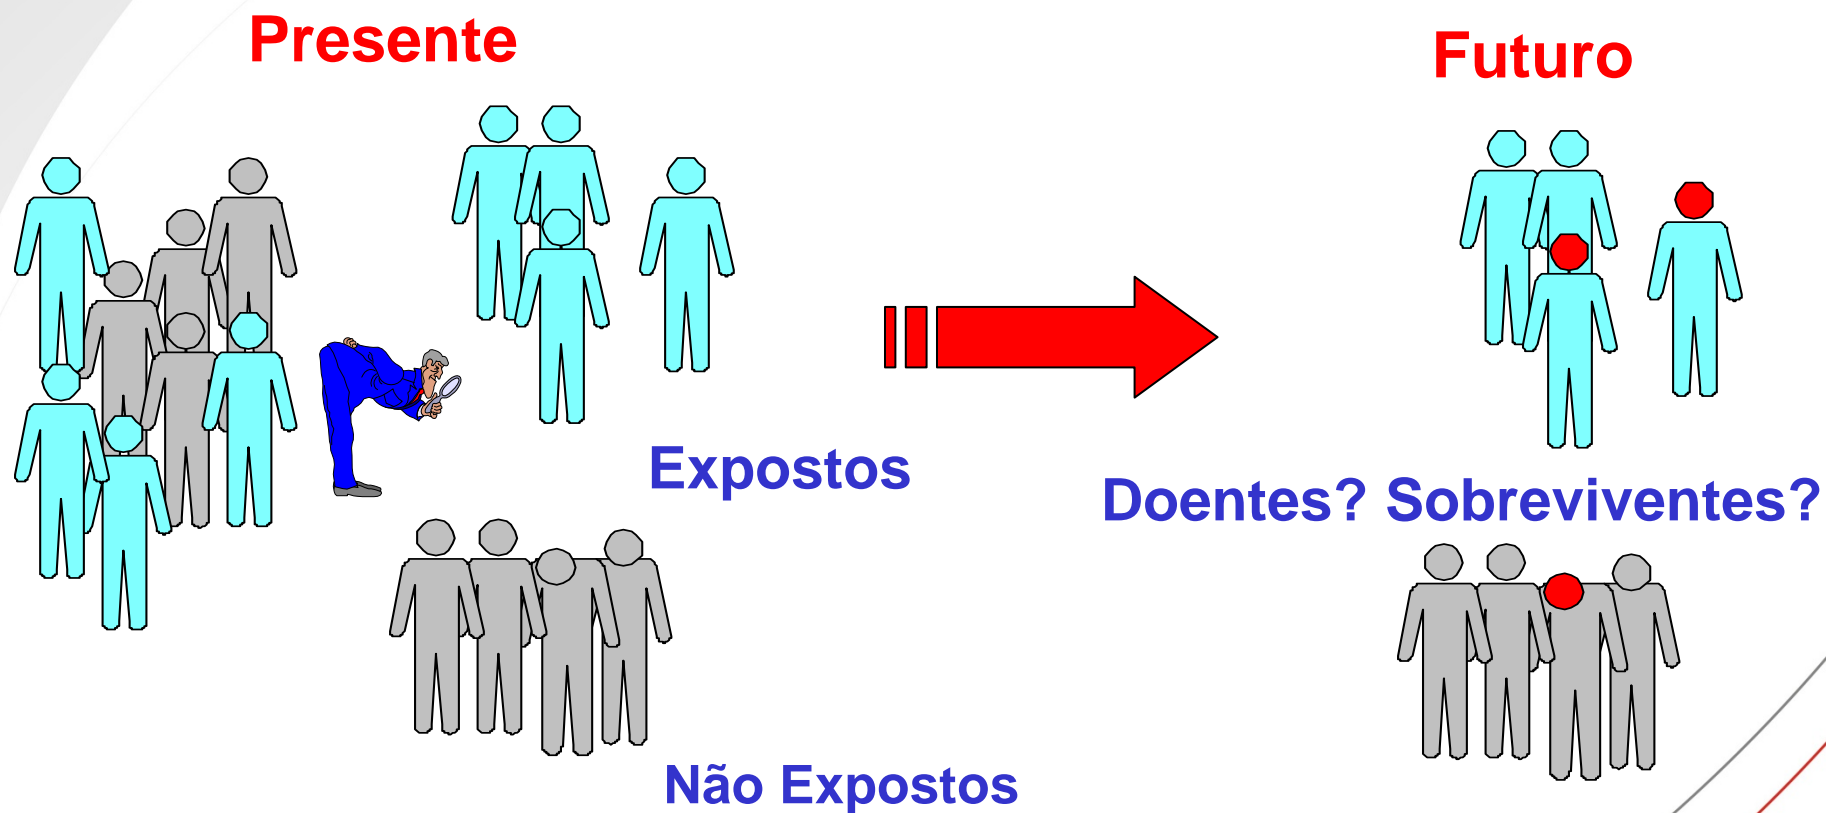 Presente
Futuro
Expostos
Doentes? Sobreviventes?
Não Expostos